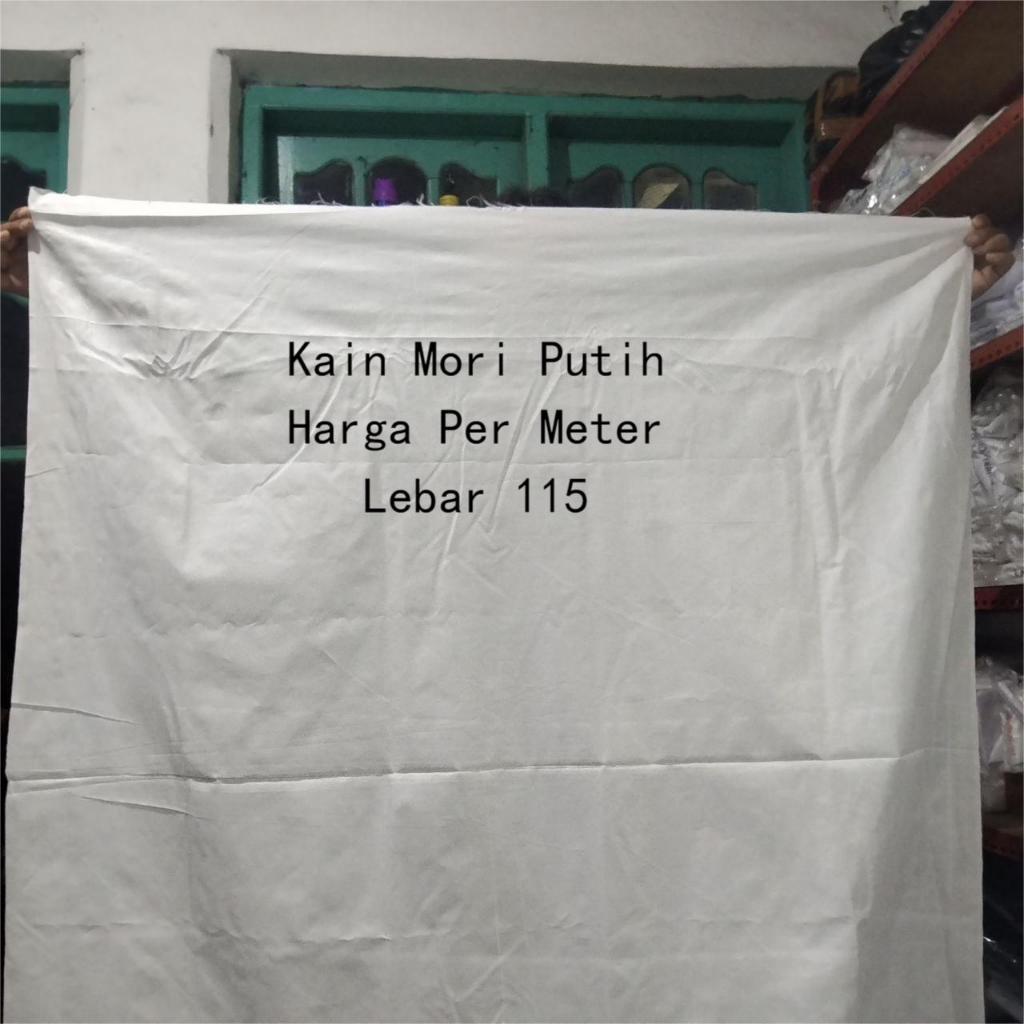 Kain Mori Putih
Harga Per Meter
Lebar 115